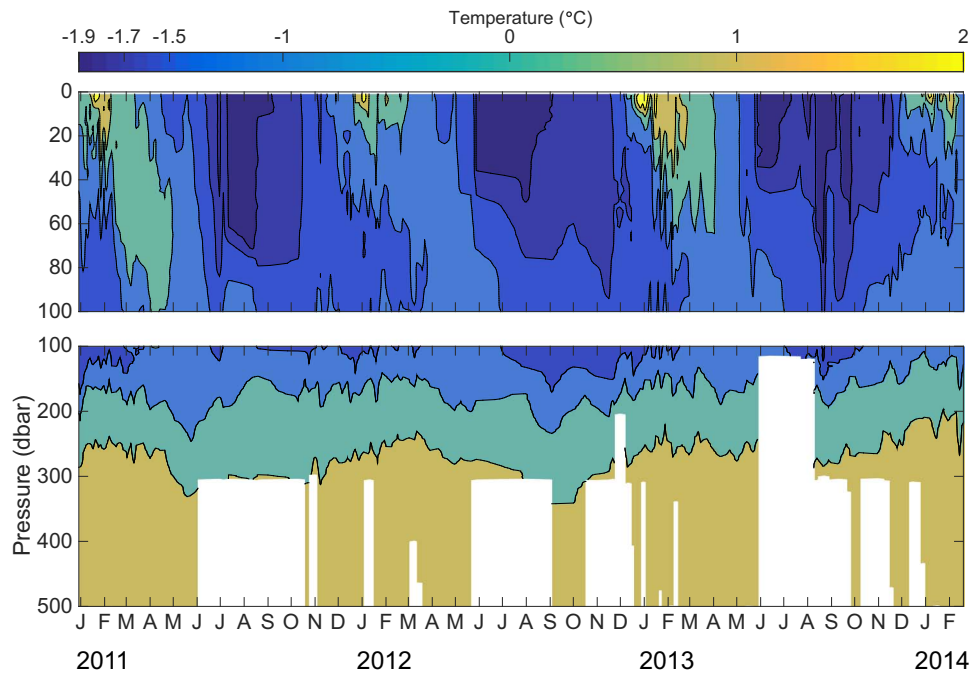 Temperature (°C)
-1.9 -1.7 -1.5 -1 0 1 2
0
20
40
60
80
100
100
200
300
400
500
Pressure (dbar)
J F M A M J J A S O N D J F M A M J J A S O N D J F M A M J J A S O N D J F
2011 2012 2013 2014